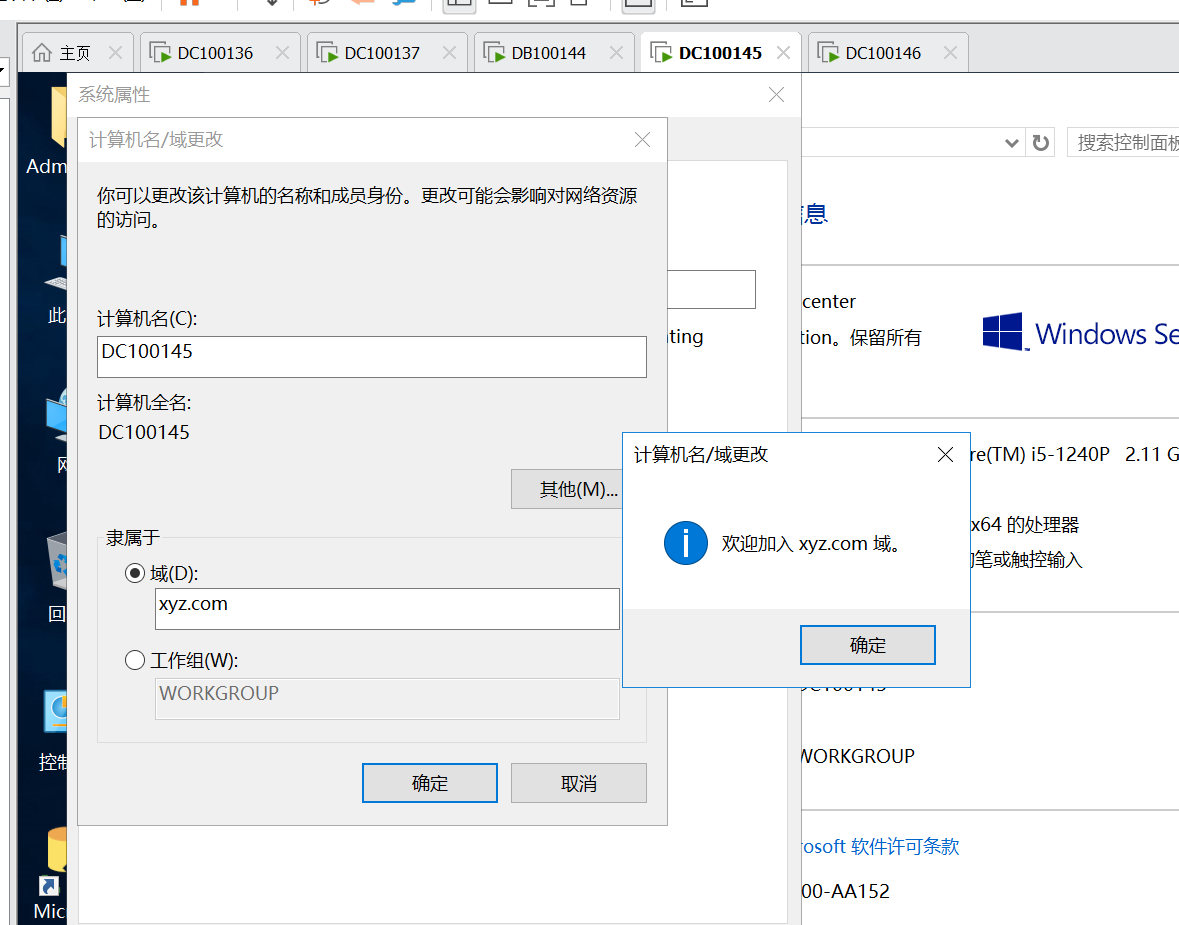 主页
DC100136
DC100137
DB100144
DC100145
DC100146
系统属性
计算机名/域更改
搜索控制面板
Adm
你可以更改该计算机的名称和成员身份。更改可能会影响对网络资源
的访问。
息
center
ating
tion。保留所有
Windows Se
计算机名(C):
DC100145
此
计算机全名:
DC100145
计算机名/域更改
re(TM) i5-1240P 2.11 G
其他(M)...
x64 的处理器
欢迎加入 xyz.com 域。
的笔或触控输入
隶属于
域(D):
xyz.com
回
确定
工作组(W):
WORKGROUP
DC100145
控制
WORKGROUP
确定
取消
rosoft 软件许可条款
00-AA152
Mic